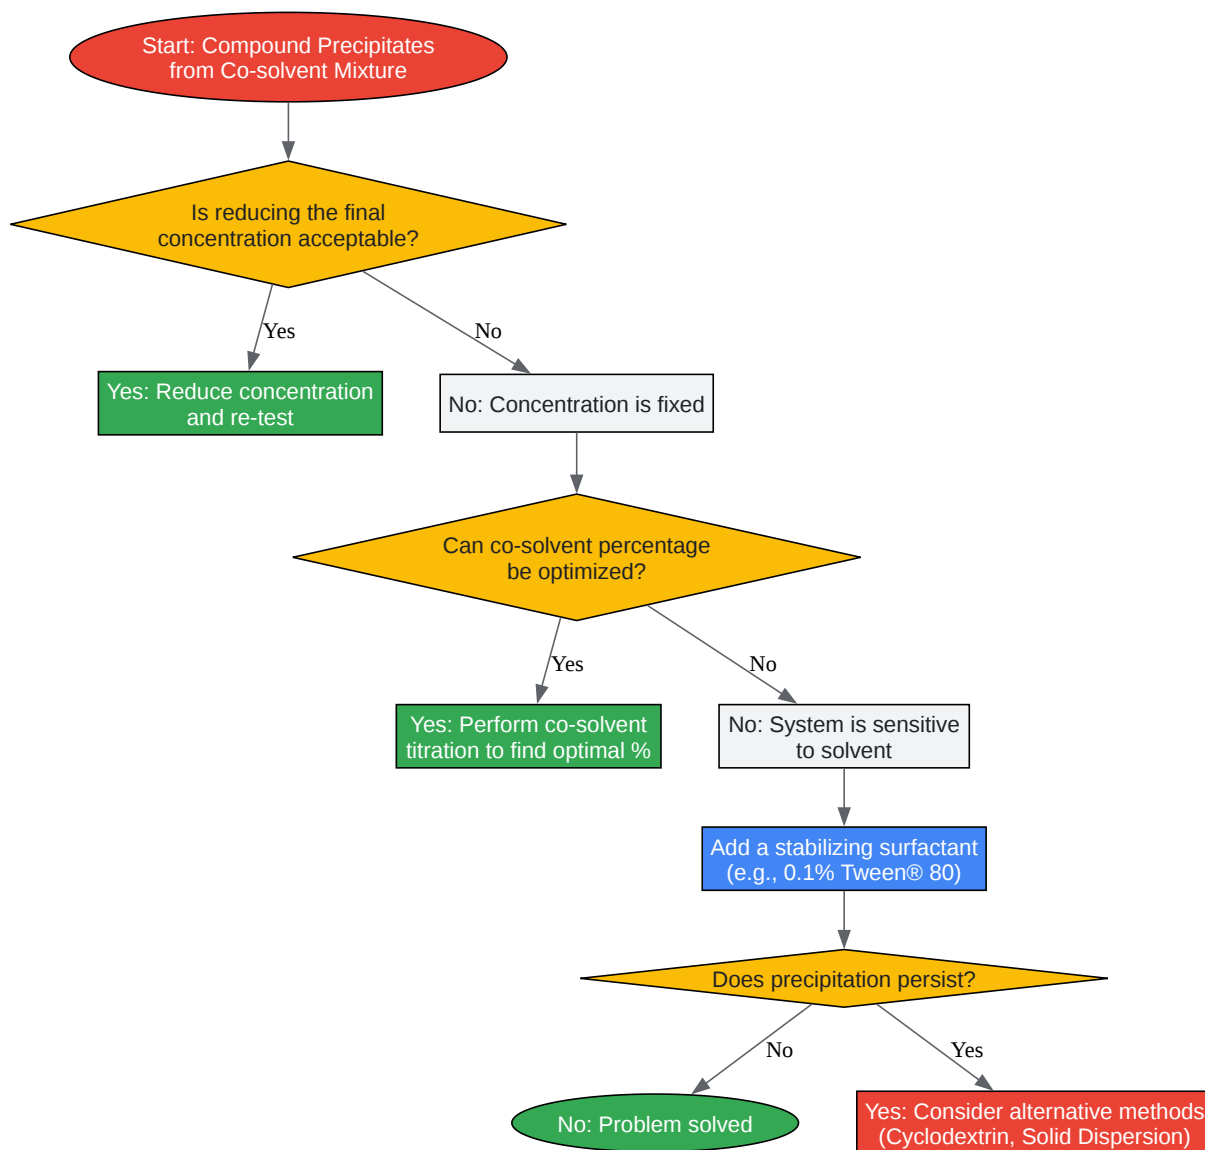 Start: Compound Precipitates
from Co-solvent Mixture
Is reducing the final
concentration acceptable?
Yes
No
Yes: Reduce concentration
and re-test
No: Concentration is fixed
Can co-solvent percentage
be optimized?
Yes
No
Yes: Perform co-solvent
titration to find optimal %
No: System is sensitive
to solvent
Add a stabilizing surfactant
(e.g., 0.1% Tween® 80)
Does precipitation persist?
No
Yes
No: Problem solved
Yes: Consider alternative methods
(Cyclodextrin, Solid Dispersion)